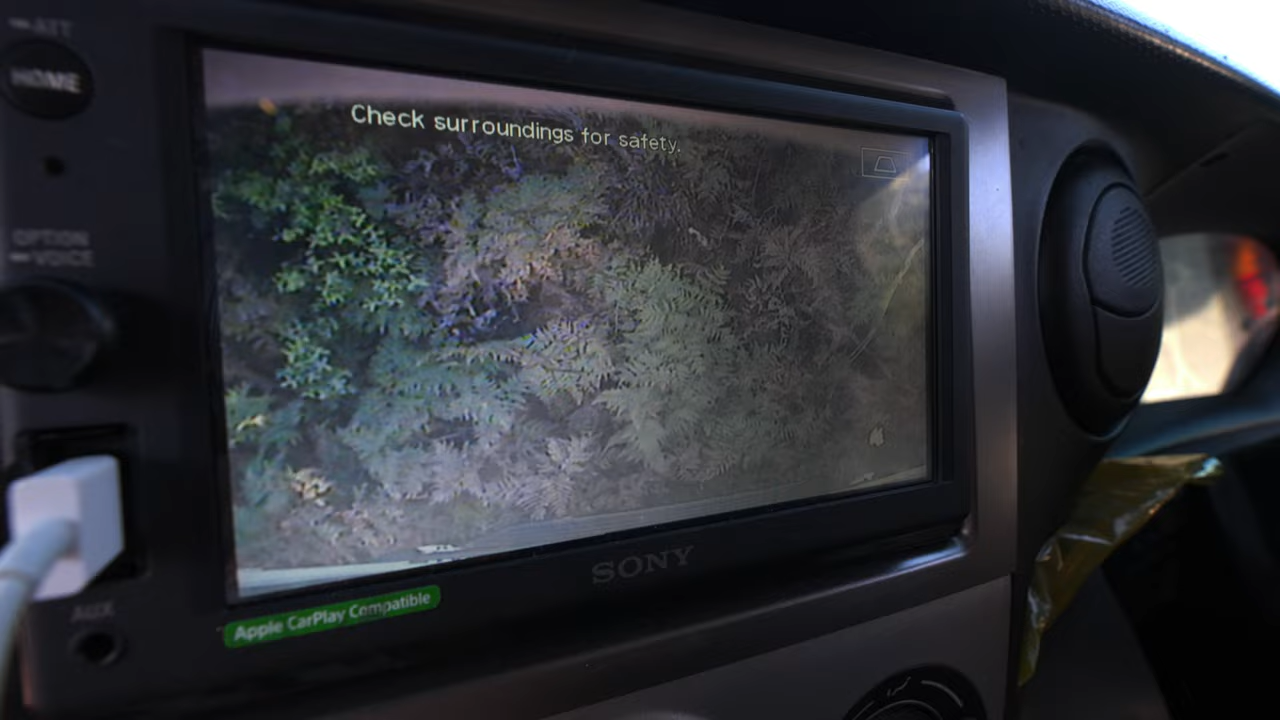 ATT
HOME
Check surroundings for safety.
OPTION
VOICE
SONY
Apple CarPlay Compatible
AUX